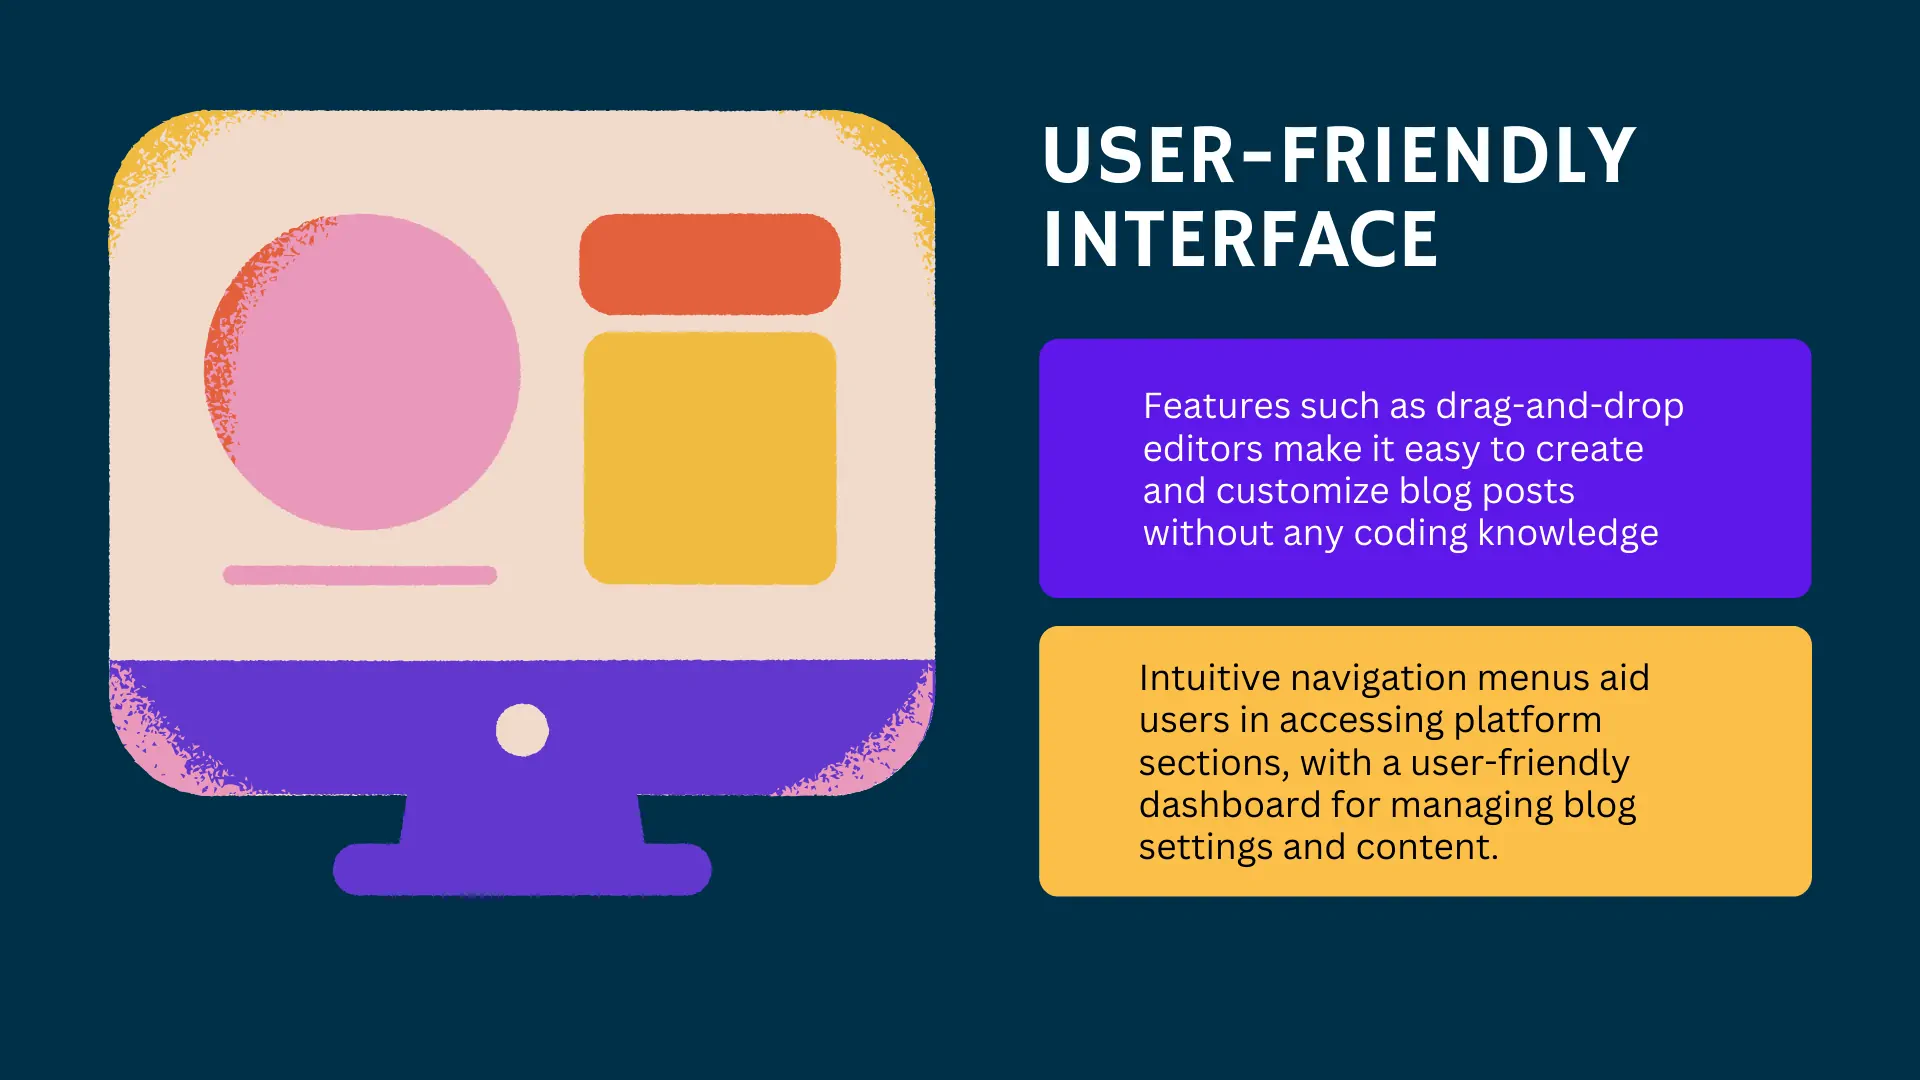 USER-FRIENDLY
INTERFACE
Features such as drag-and-drop
editors make it easy to create
and customize blog posts
without any coding knowledge
Intuitive navigation menus aid
users in accessing platform
sections, with a user-friendly
dashboard for managing blog
settings and content.